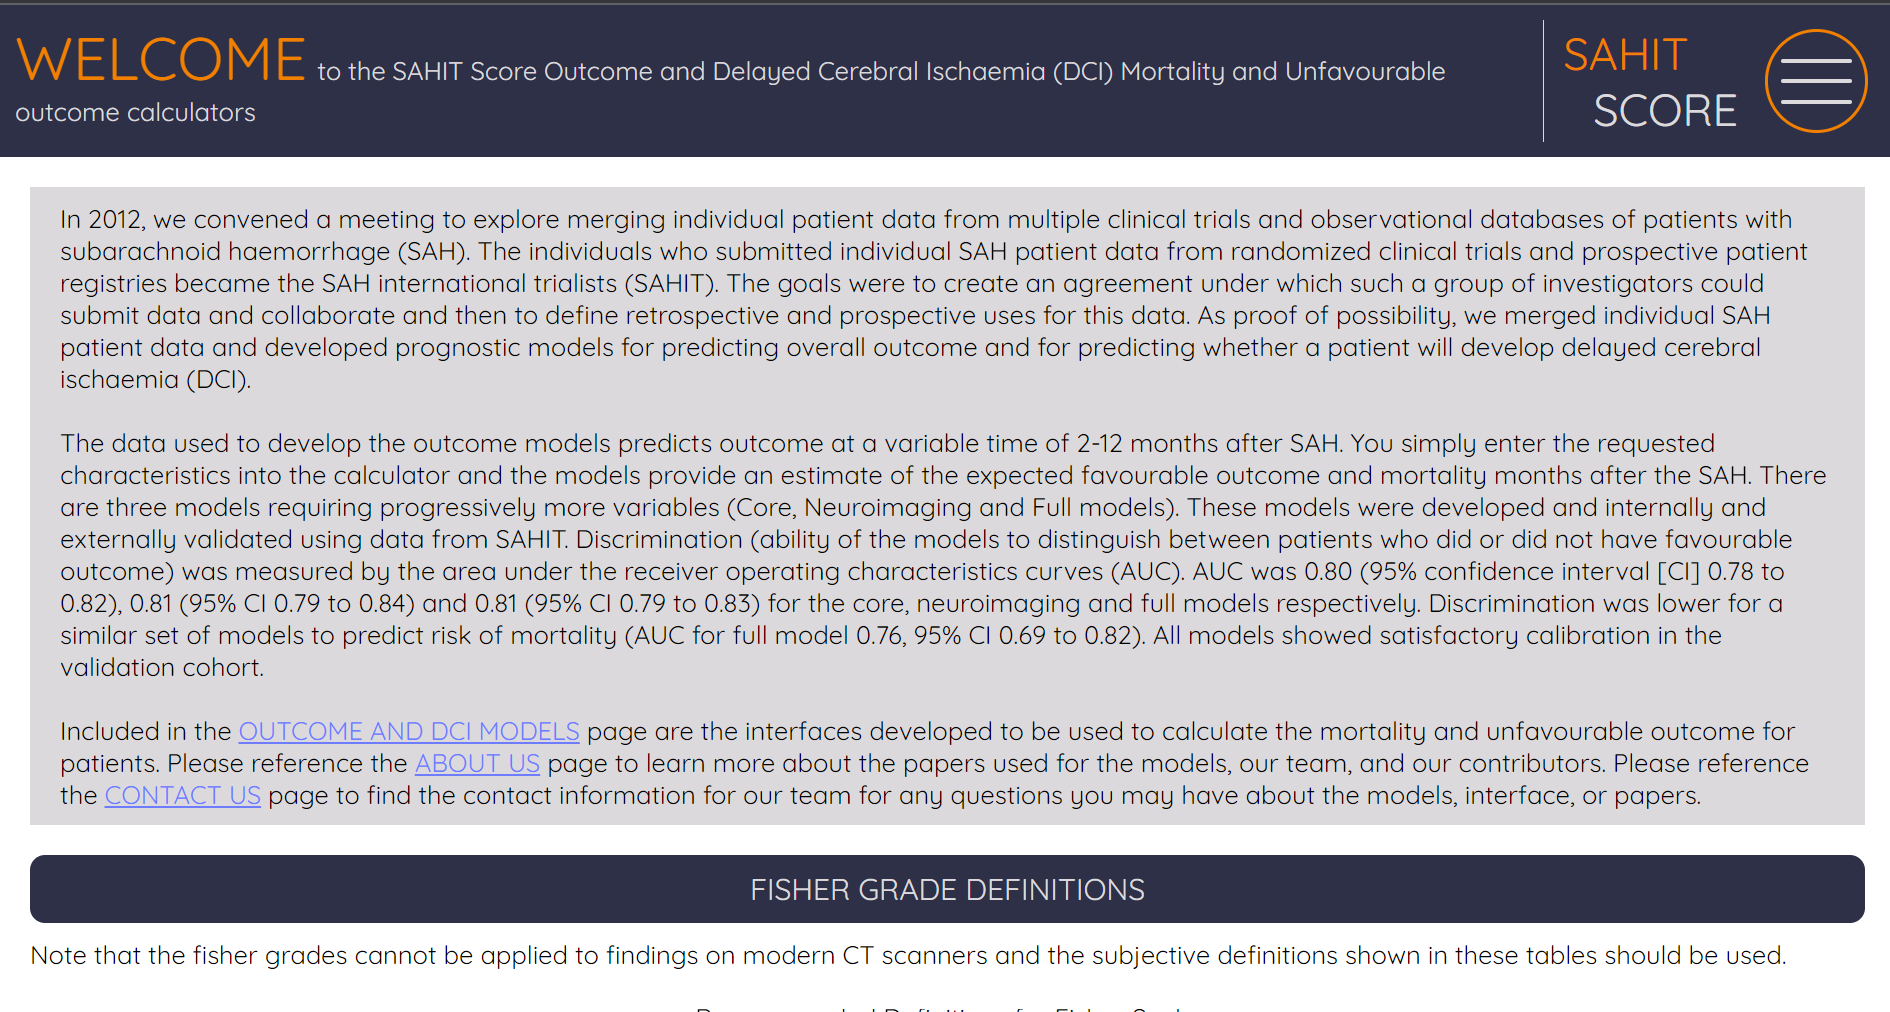 WELCOME to the SAHIT Score Outcome and Delayed Cerebral Ischaemia (DCI) Mortality and Unfavourable
outcome calculators
SAHIT
SCORE
In 2012, we convened a meeting to explore merging individual patient data from multiple clinical trials and observational databases of patients with
subarachnoid haemorrhage (SAH). The individuals who submitted individual SAH patient data from randomized clinical trials and prospective patient
registries became the SAH international trialists (SAHIT). The goals were to create an agreement under which such a group of investigators could
submit data and collaborate and then to define retrospective and prospective uses for this data. As proof of possibility, we merged individual SAH
patient data and developed prognostic models for predicting overall outcome and for predicting whether a patient will develop delayed cerebral
ischaemia (DCI).
The data used to develop the outcome models predicts outcome at a variable time of 2-12 months after SAH. You simply enter the requested
characteristics into the calculator and the models provide an estimate of the expected favourable outcome and mortality months after the SAH. There
are three models requiring progressively more variables (Core, Neuroimaging and Full models). These models were developed and internally and
externally validated using data from SAHIT. Discrimination (ability of the models to distinguish between patients who did or did not have favourable
outcome) was measured by the area under the receiver operating characteristics curves (AUC). AUC was 0.80 (95% confidence interval [CI] 0.78 to
0.82), 0.81 (95% CI 0.79 to 0.84) and 0.81 (95% CI 0.79 to 0.83) for the core, neuroimaging and full models respectively. Discrimination was lower for a
similar set of models to predict risk of mortality (AUC for full model 0.76, 95% CI 0.69 to 0.82). All models showed satisfactory calibration in the
validation cohort.
Included in the OUTCOME AND DCI MODELS page are the interfaces developed to be used to calculate the mortality and unfavourable outcome for
patients. Please reference the ABOUT US page to learn more about the papers used for the models, our team, and our contributors. Please reference
the CONTACT US page to find the contact information for our team for any questions you may have about the models, interface, or papers.
FISHER GRADE DEFINITIONS
Note that the fisher grades cannot be applied to findings on modern CT scanners and the subjective definitions shown in these tables should be used.